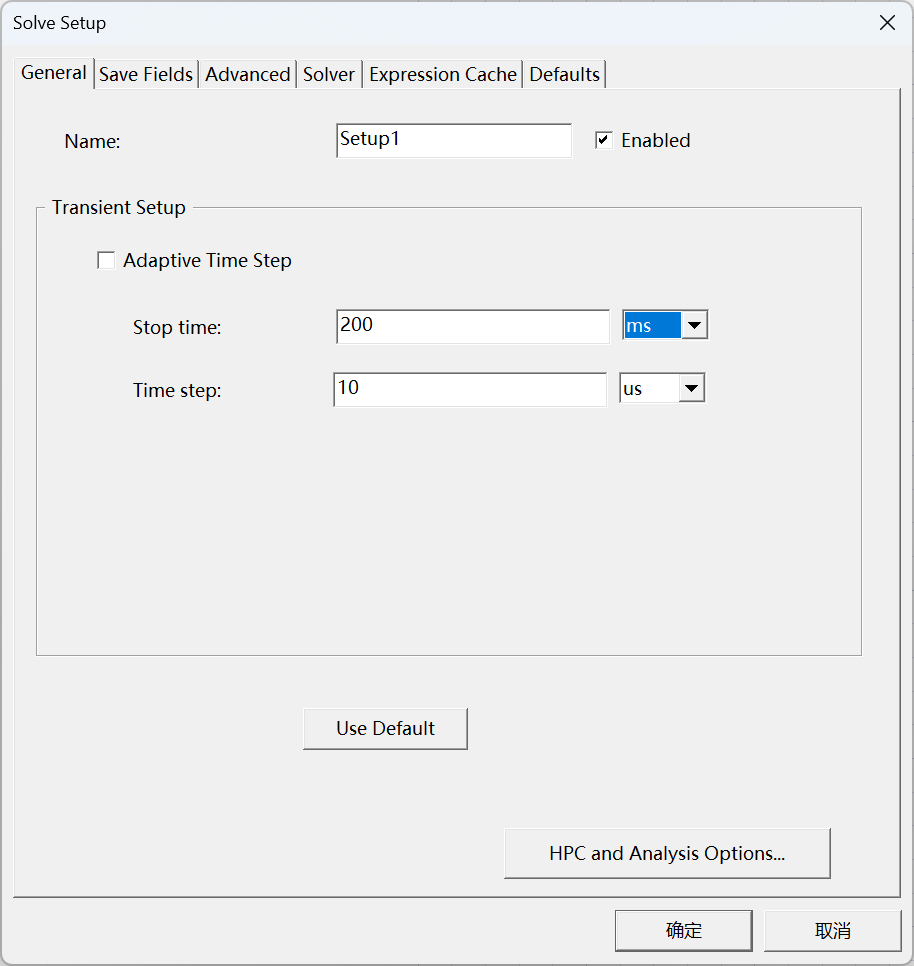 Solve Setup
General Save Fields Advanced Solver Expression Cache Defaults
Name: Setup1 Enabled
Transient Setup
Adaptive Time Step
Stop time: 200 ms
Time step: 10 us
Use Default
HPC and Analysis Options...
确定 取消